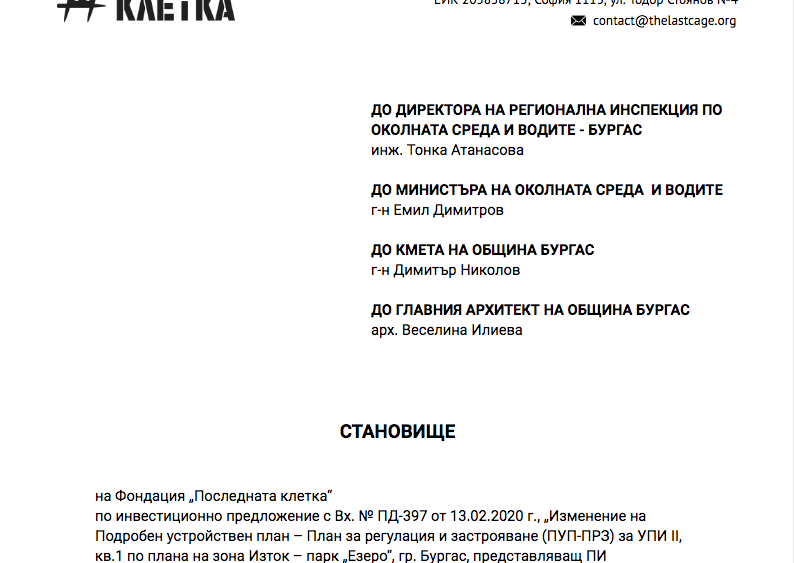 КЛЕТКА
ЕИК 205858713, София 1113, ул. Тодор Стоянов №4
contact@thelastcage.org
ДО ДИРЕКТОРА НА РЕГИОНАЛНА ИНСПЕКЦИЯ ПО
ОКОЛНАТА СРЕДА И ВОДИТЕ - БУРГАС
инж. Тонка Атанасова
ДО МИНИСТЪРА НА ОКОЛНАТА СРЕДА И ВОДИТЕ
г-н Емил Димитров
ДО КМЕТА НА ОБЩИНА БУРГАС
г-н Димитър Николов
ДО ГЛАВНИЯ АРХИТЕКТ НА ОБЩИНА БУРГАС
арх. Веселина Илиева
СТАНОВИЩЕ
на Фондация „Последната клетка“
по инвестиционно предложение с Вх. № ПД-397 от 13.02.2020 г., „Изменение на
Подробен устройствен план – План за регулация и застрояване (ПУП-ПРЗ) за УПИ II,
кв.1 по плана на зона Изток – парк „Езеро“, гр. Бургас, представляващ ПИ